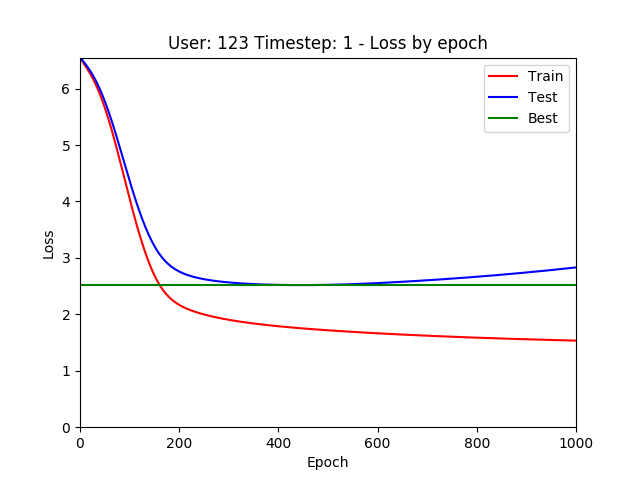 User: 123 Timestep: 1 - Loss by epoch
Train
Test
Best
Loss
6
5
4
3
2
1
0
0 200 400 600 800 1000
Epoch